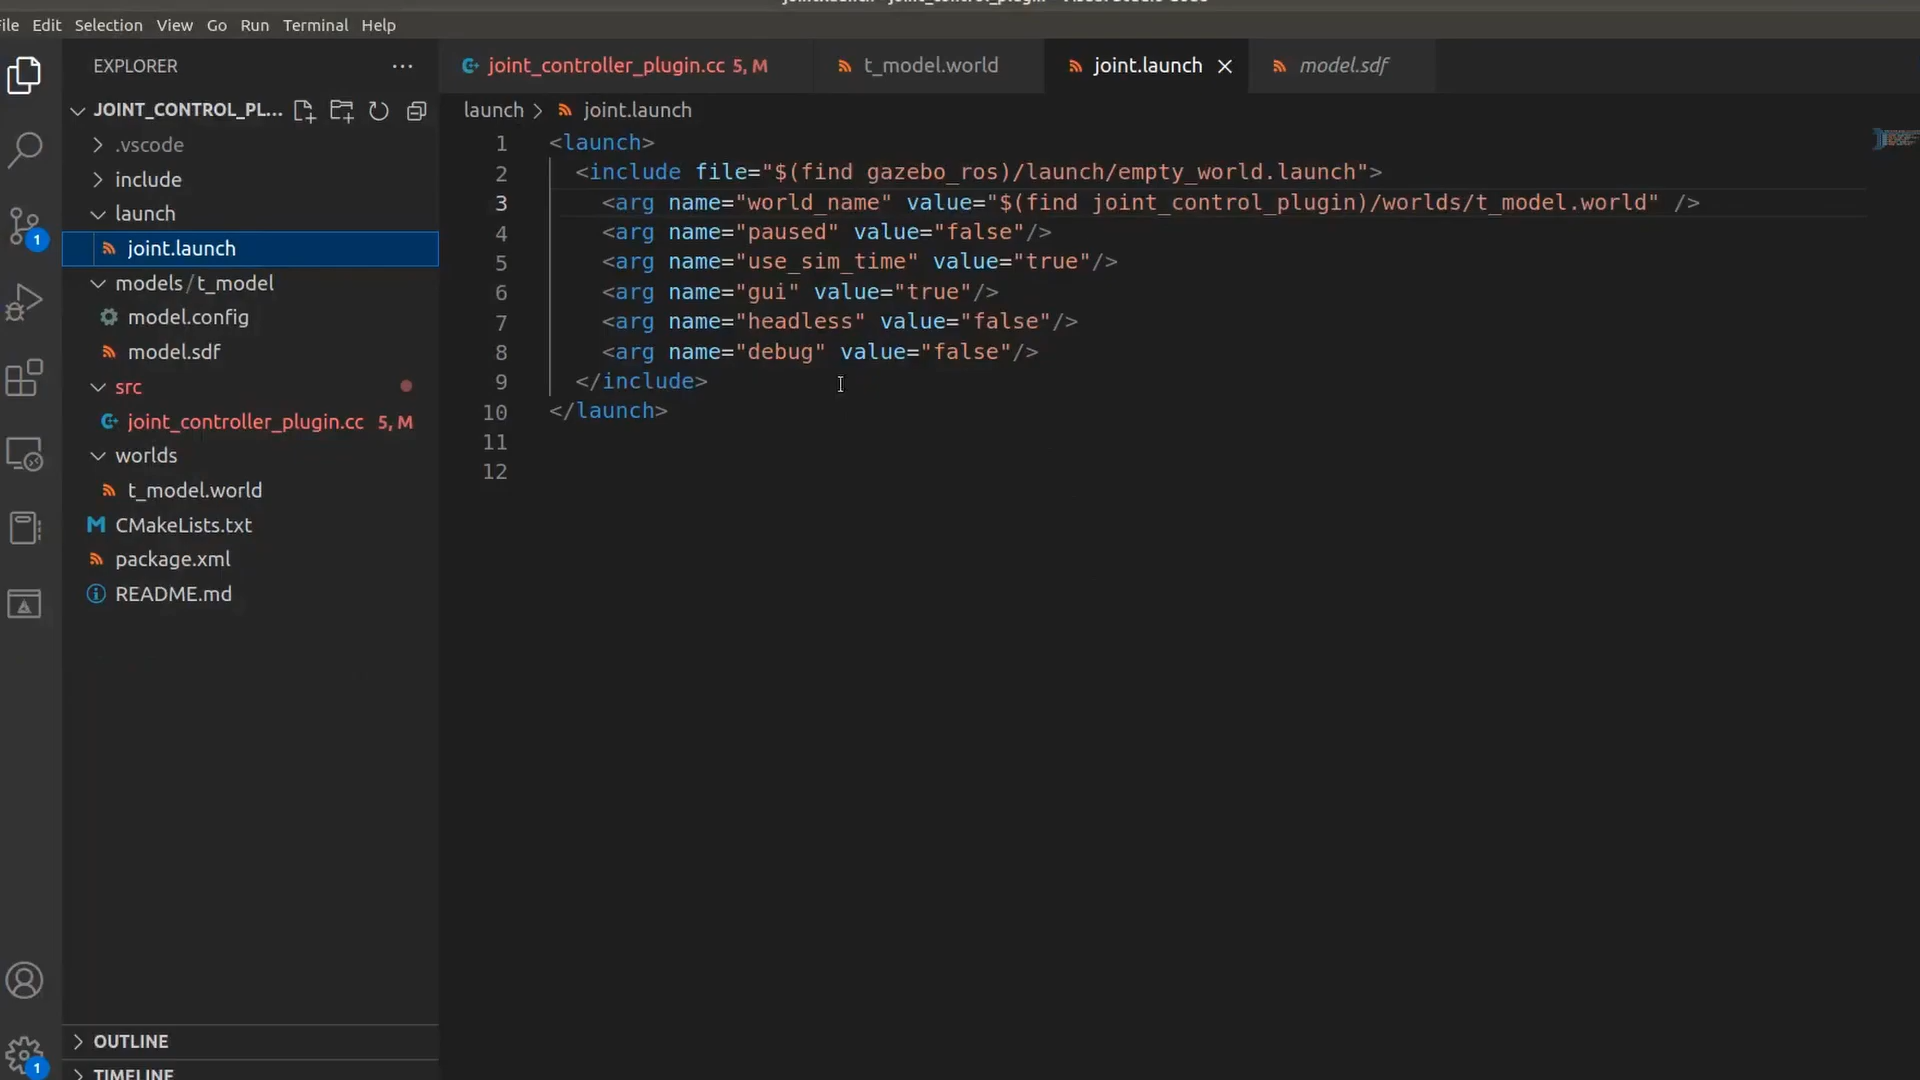 File Edit Selection View Go Run Terminal Help
EXPLORER
JOINT_CONTROL_PL...
.vscode
include
launch
joint.launch
models / t_model
model.config
model.sdf
src
joint_controller_plugin.cc 5, M
worlds
t_model.world
CMakeLists.txt
package.xml
README.md
OUTLINE
TIMELINE
1
1
joint_controller_plugin.cc 5, M t_model.world joint.launch model.sdf
launch > joint.launch
1 <launch>
2 <include file="$(find gazebo_ros)/launch/empty_world.launch">
3 <arg name="world_name" value="$(find joint_control_plugin)/worlds/t_model.world" />
4 <arg name="paused" value="false"/>
5 <arg name="use_sim_time" value="true"/>
6 <arg name="gui" value="true"/>
7 <arg name="headless" value="false"/>
8 <arg name="debug" value="false"/>
9 </include>
10 </launch>
11
12